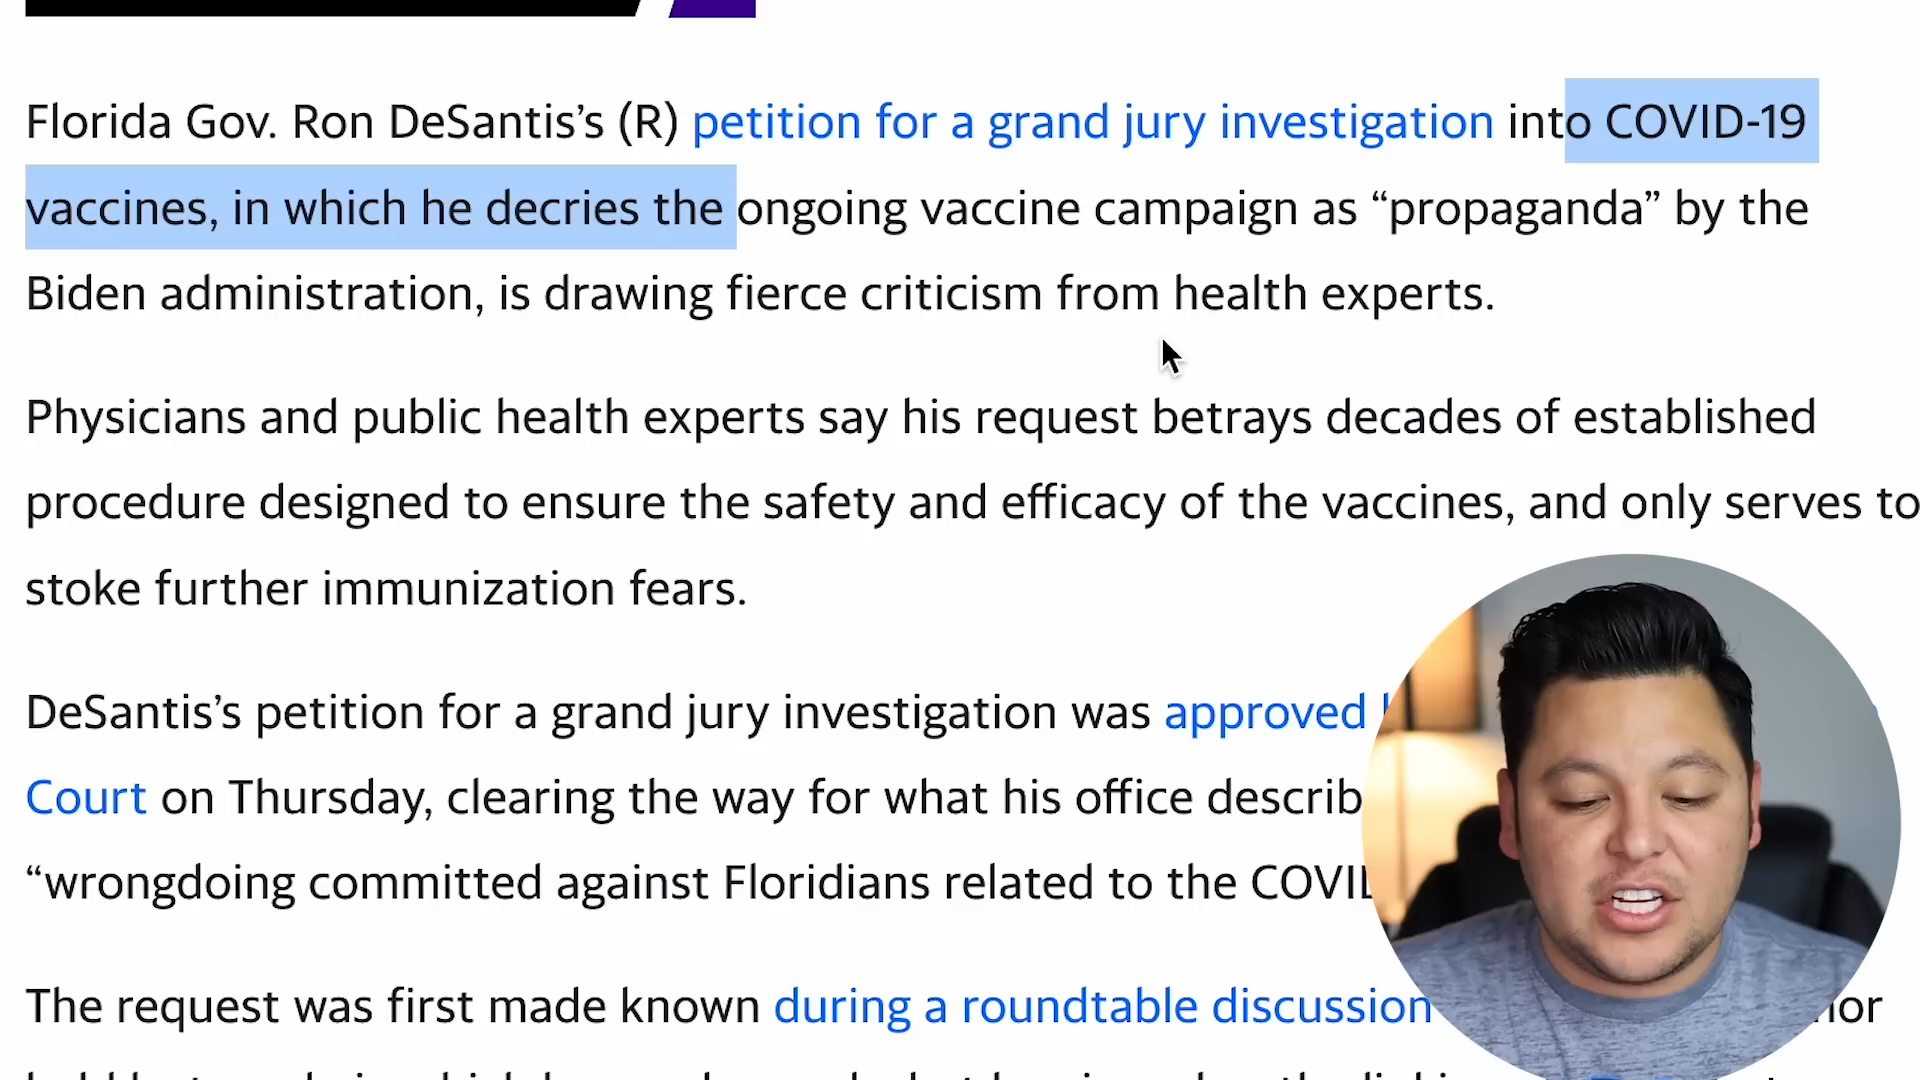 Florida Gov. Ron DeSantis’s (R) petition for a grand jury investigation into COVID-19
vaccines, in which he decries the ongoing vaccine campaign as “propaganda” by the
Biden administration, is drawing fierce criticism from health experts.
Physicians and public health experts say his request betrays decades of established
procedure designed to ensure the safety and efficacy of the vaccines, and only serves to
stoke further immunization fears.
DeSantis’s petition for a grand jury investigation was approved
Court on Thursday, clearing the way for what his office
“wrongdoing committed against Floridians related to the
The request was first made known during a roundtable discussion